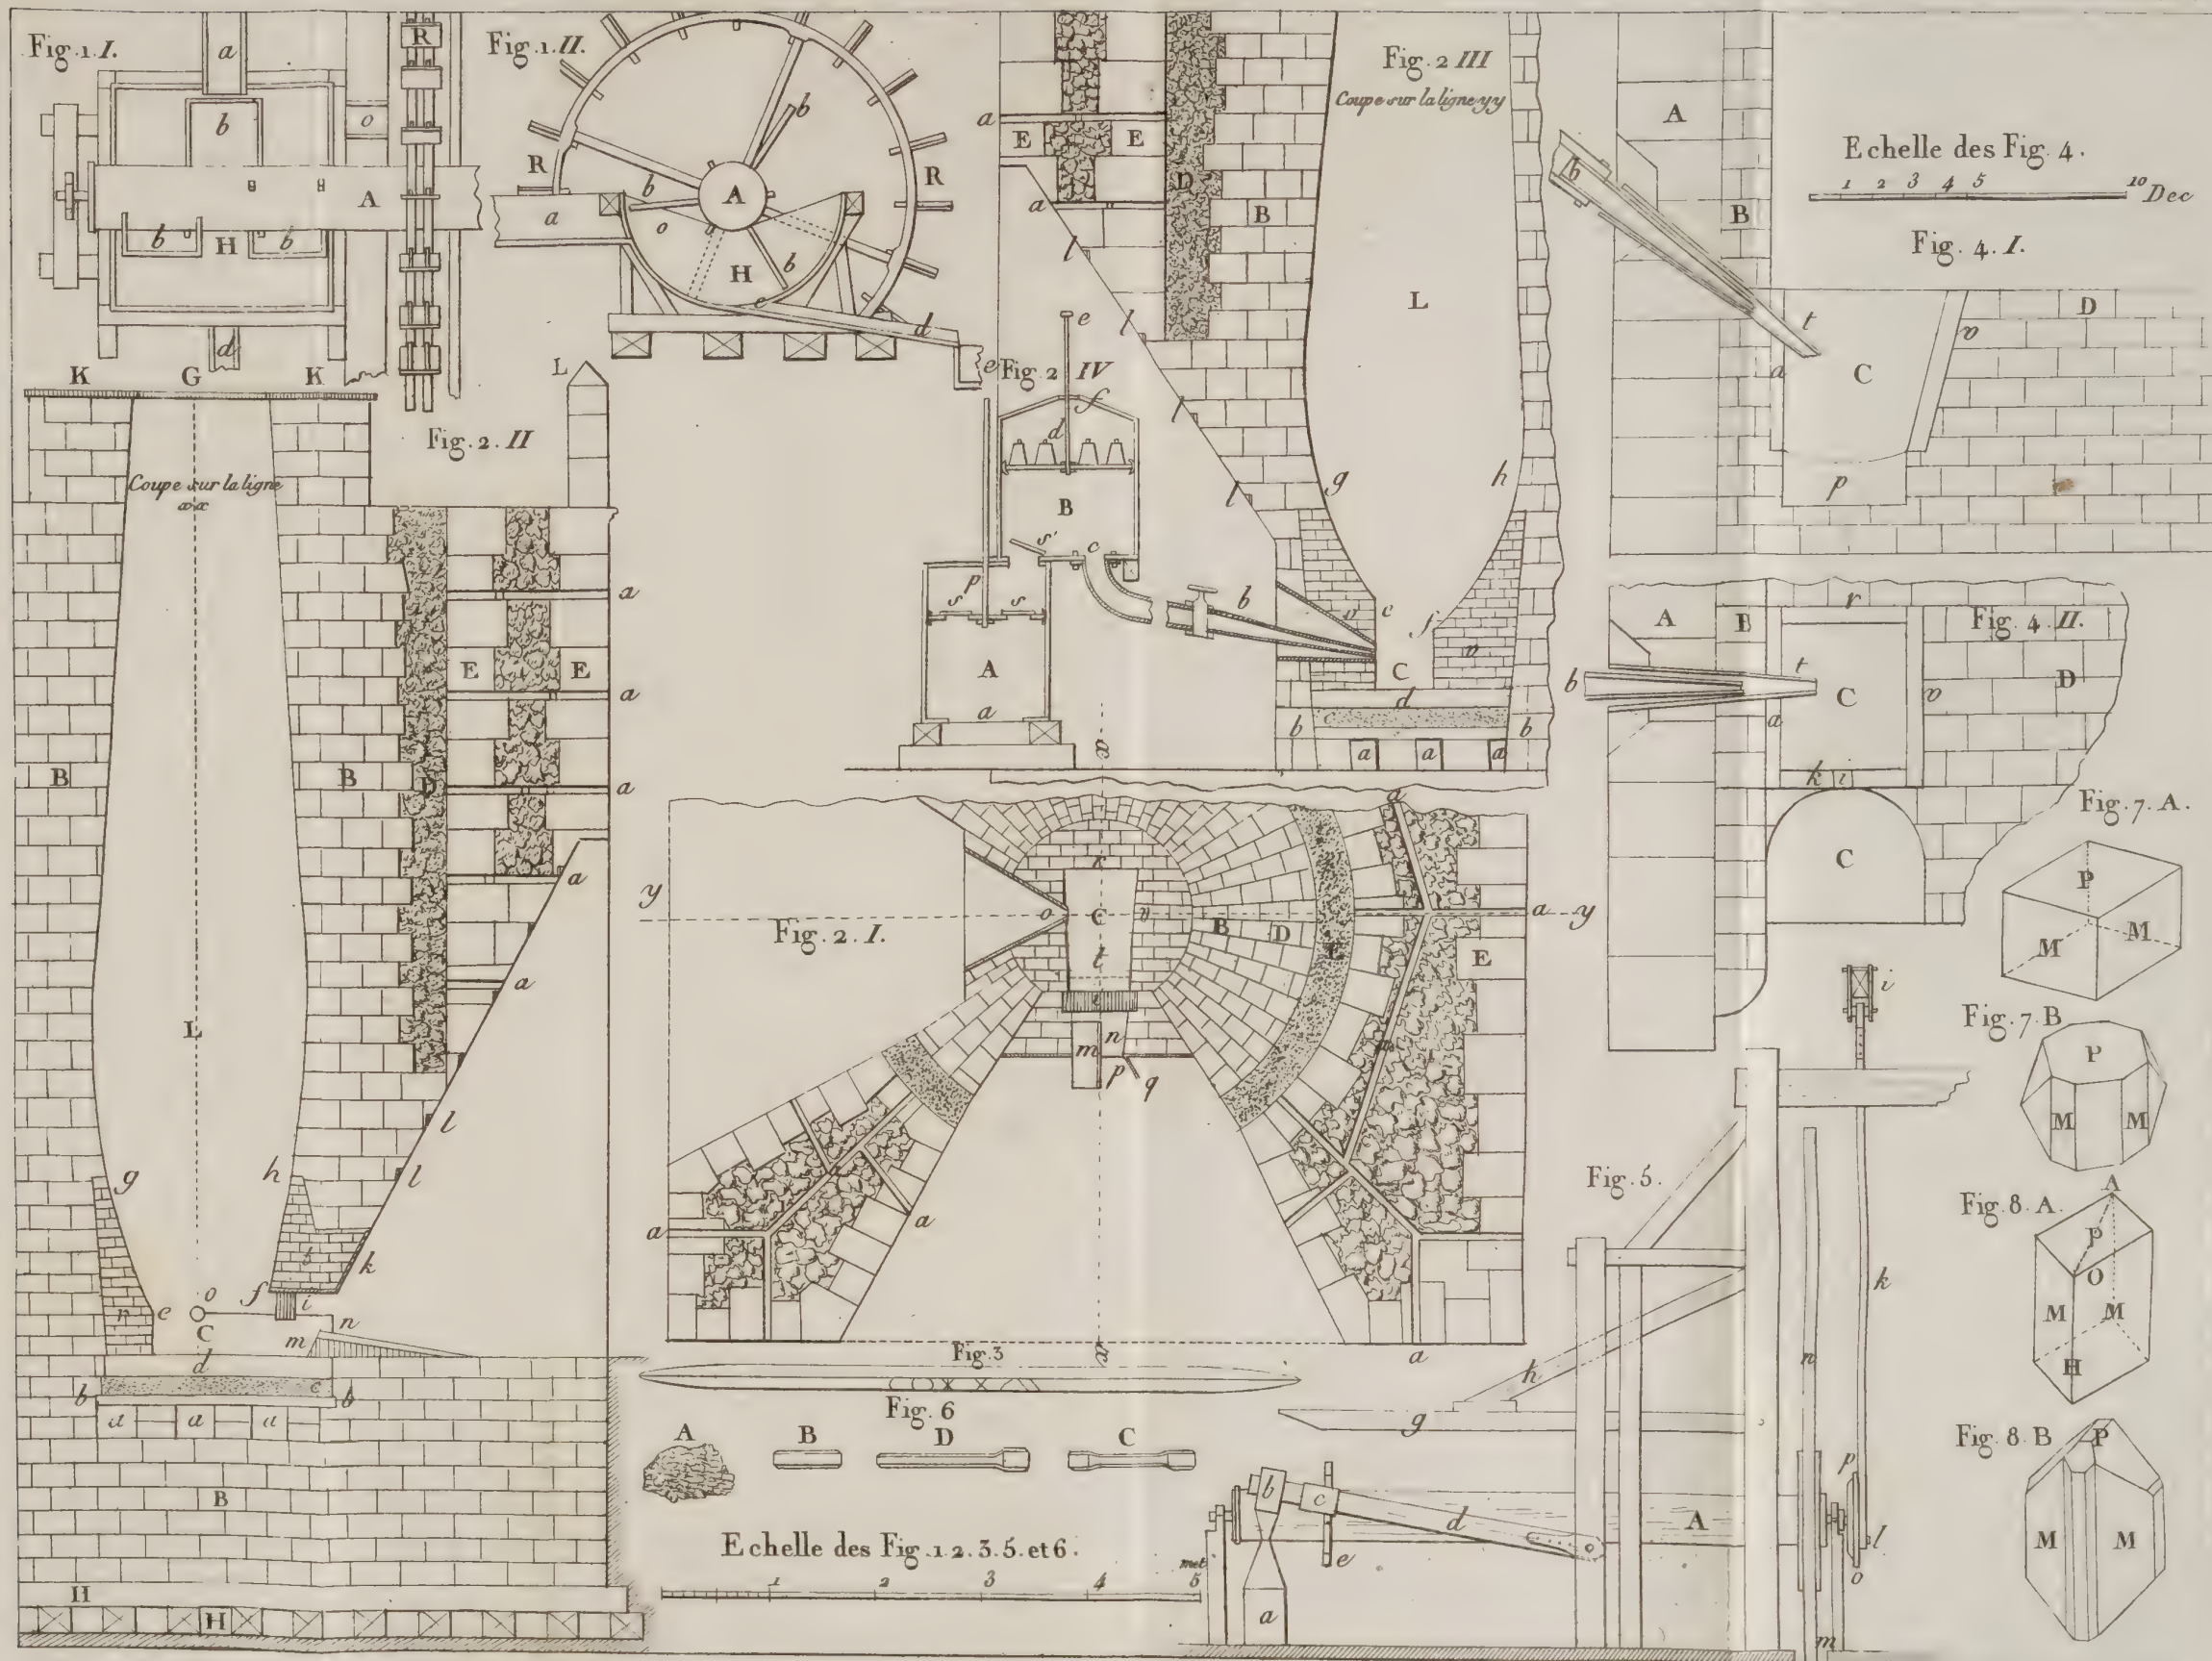 Fig. 1. I.
a
b
o
A
b
H
b
d
R
Fig. 1. II.
R
b
b
A
R
a
o
H
b
c
d
e
Fig. 2. II
K G K
L
Coupe sur la ligne
xx
B
B
D
E
E
a
a
a
a
a
L
g
h
l
l
k
t
f
i
o
e
C
n
m
d
b
c
b
a a a
B
H
H
Fig. 2 III
Coupe sur la ligne yy
a
E E
D
B
a
l
l
l
l
L
g
h
v
e
f
v
C
d
c
b
b
a a a
Fig. 2 IV
e
f
d
B
s'
c
p
s s
b
A
a
Fig. 2. I.
x
y
y
r
o C v
B D
E
E
t
i
m n
p q
a
a
a
a
a
x
Fig. 3
Fig. 6
A B D C
Echelle des Fig. 1. 2. 3. 5. et 6.
1 2 3 4 5
met
Echelle des Fig. 4.
1 2 3 4 5 10 Dec
Fig. 4. I.
A
b
B
t
D
v
a
C
p
Fig. 4. II.
A
B
r
b
t
C
v
D
a
k i
C
Fig. 5.
i
k
h
g
n
b
c
d
e
A
p
l
o
a
m
Fig. 7. A.
P
M
M
Fig. 7. B
P
M M
Fig. 8. A.
A
P
O
M
M
H
Fig. 8. B
P
M M